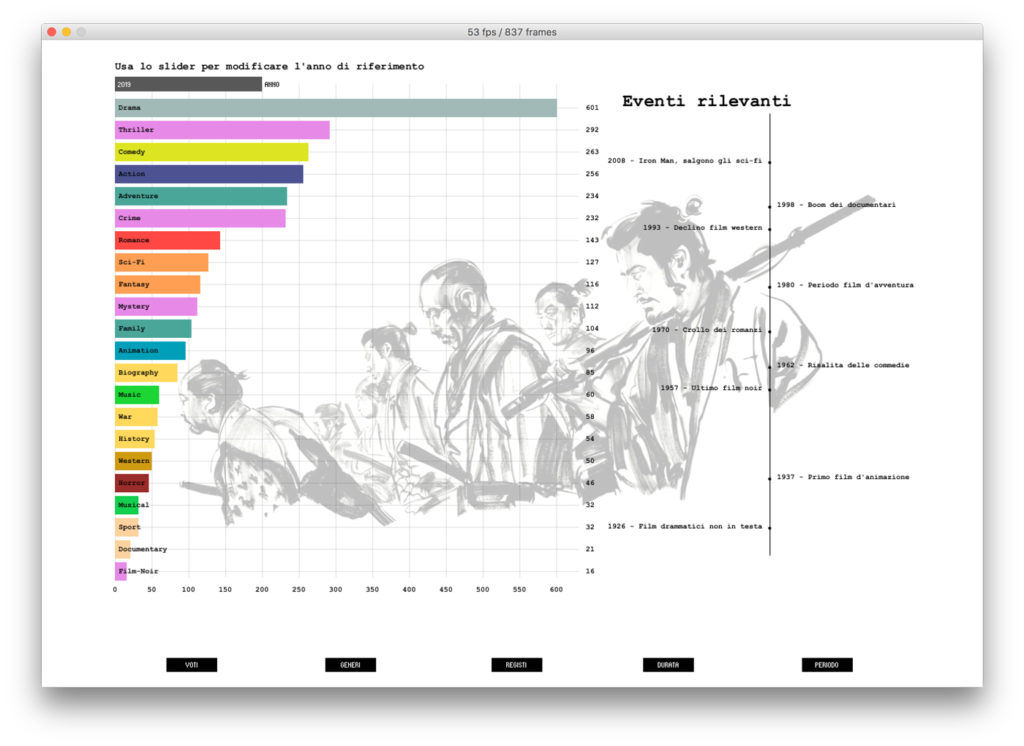 53 fps / 837 frames
Usa lo slider per modificare l'anno di riferimento
2019 ANNO
Drama 601
Thriller 292
Comedy 263
Action 256
Adventure 234
Crime 232
Romance 143
Sci-Fi 127
Fantasy 116
Mystery 112
Family 104
Animation 96
Biography 85
Music 60
War 58
History 54
Western 50
Horror 46
Musical 32
Sport 32
Documentary 21
Film-Noir 16
0 50 100 150 200 250 300 350 400 450 500 550 600
Eventi rilevanti
2008 - Iron Man, salgono gli sci-fi
1998 - Boom dei documentari
1993 - Declino film western
1980 - Periodo film d'avventura
1970 - Crollo dei romanzi
1962 - Risalita delle commedie
1957 - Ultimo film noir
1937 - Primo film d'animazione
1926 - Film drammatici non in testa
VOTI GENERI REGISTI DURATA PERIODO